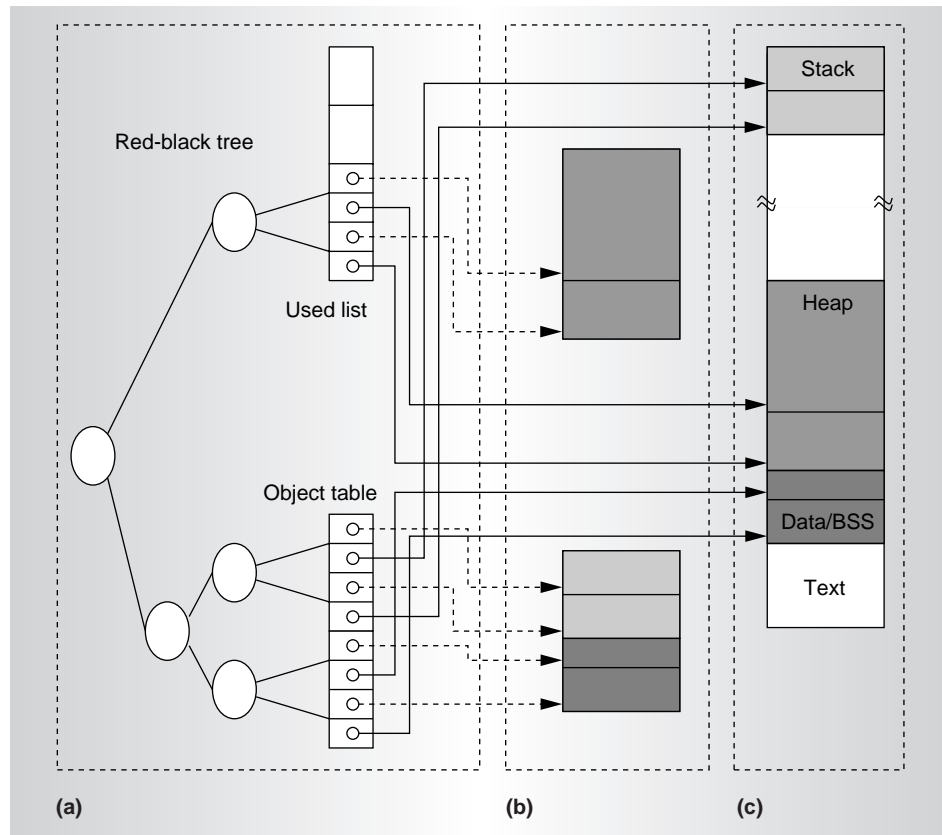 Stack
Red-black tree
Used list
Heap
Object table
Data/BSS
Text
(a)
(b)
(c)